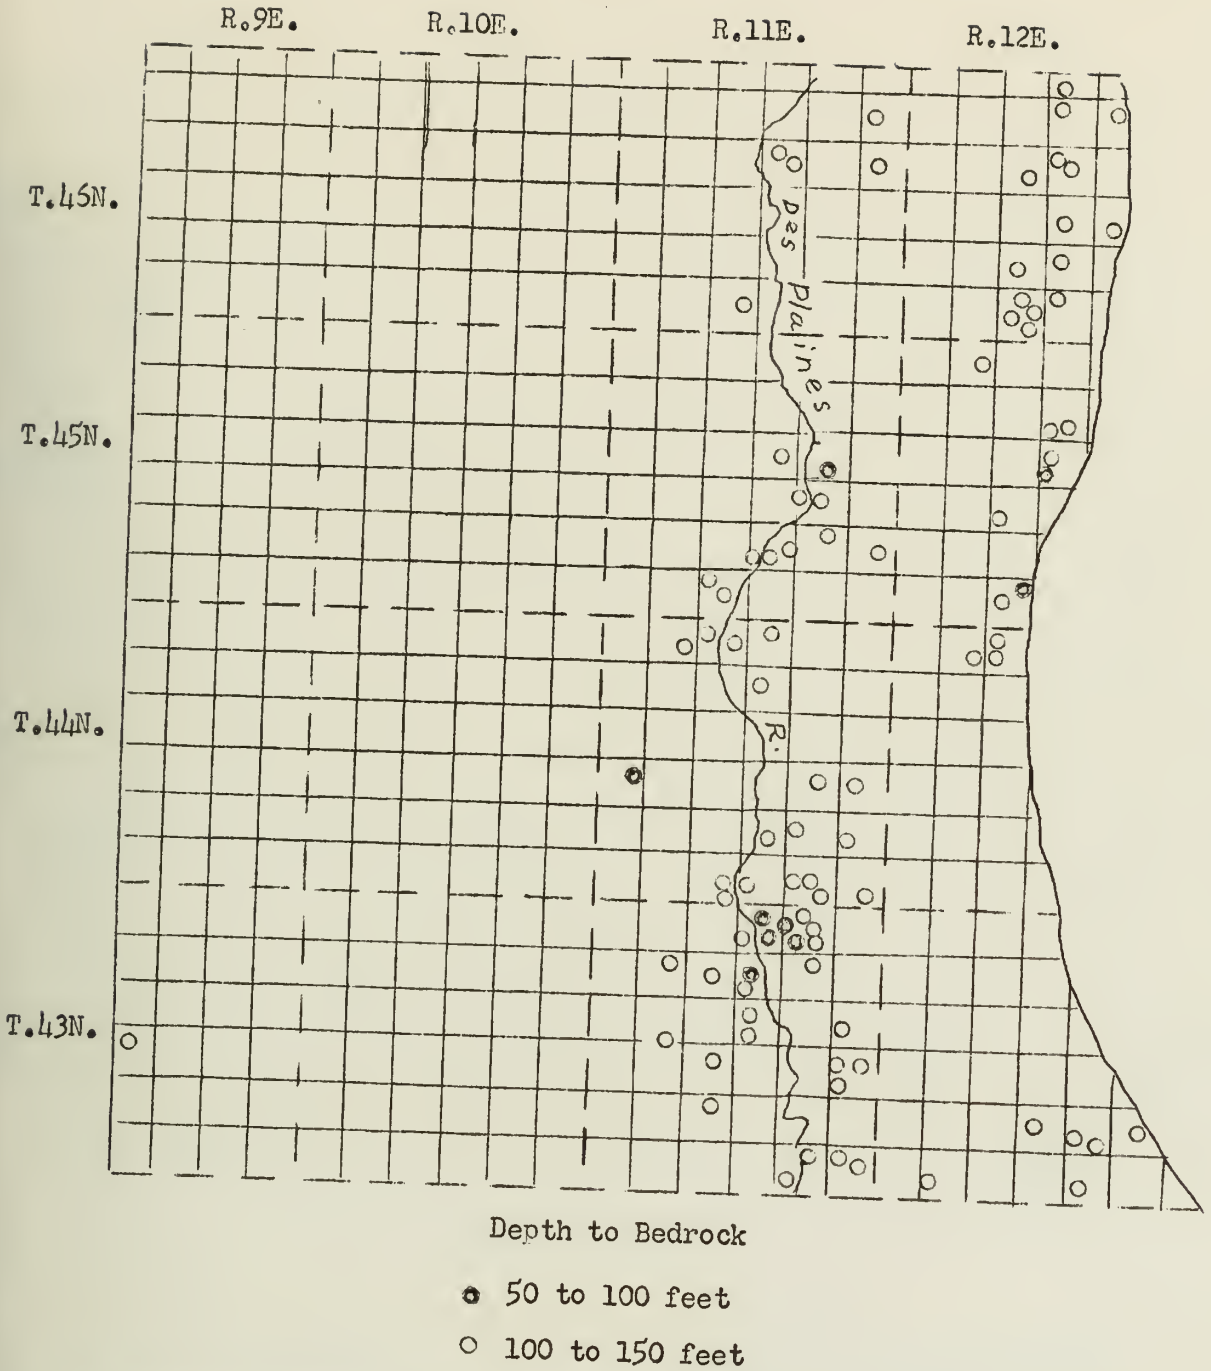 R.9E. R.10E. R.11E. R.12E.
T.46N.
Des Plaines R.
T.45N.
T.44N.
T.43N.
Depth to Bedrock
50 to 100 feet
100 to 150 feet